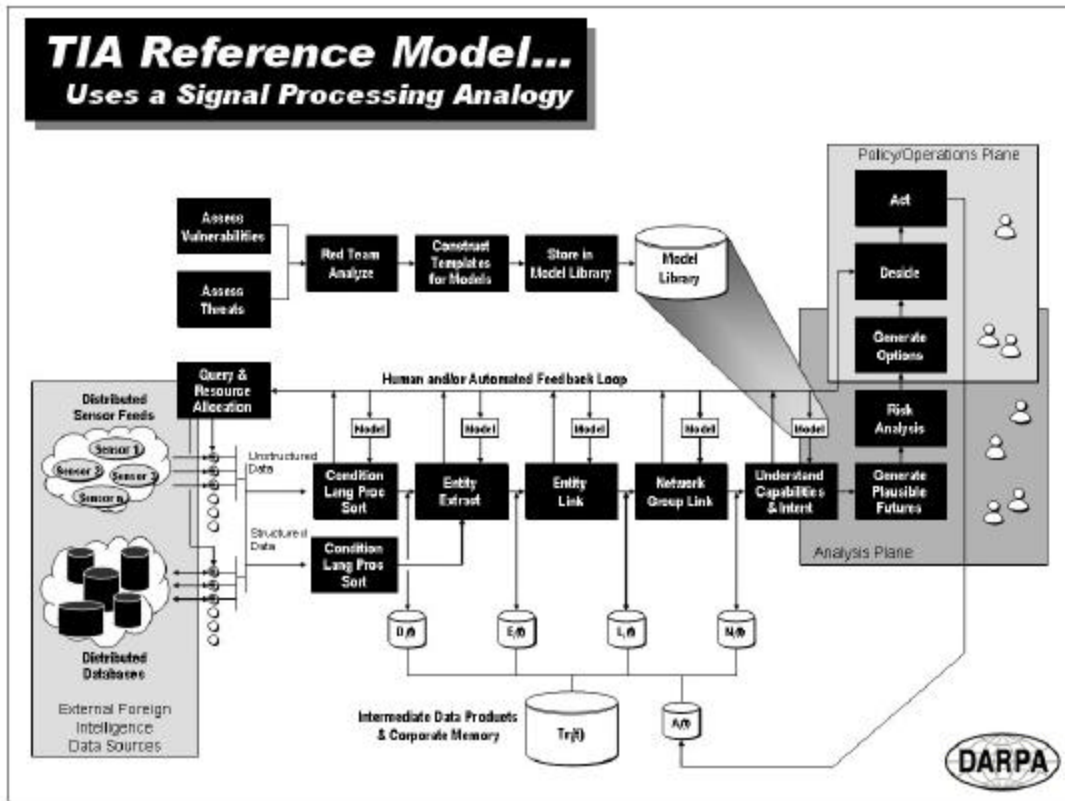 TIA Reference Model...
Uses a Signal Processing Analogy
Policy/Operations Plane
Act
Decide
Generate
Options
Risk
Analysis
Generate
Plausible
Futures
Analysis Plane
Assess
Vulnerabilities
Assess
Threats
Red Team
Analyze
Construct
Templates
for Models
Store in
Model Library
Model
Library
Query &
Resource
Allocation
Human and/or Automated Feedback Loop
Model
Model
Model
Model
Model
Distributed
Sensor Feeds
Sensor 1
Sensor 2
Sensor 3
Sensor n
Unstructured
Data
Structured
Data
Condition
Lang Proc
Sort
Entity
Extract
Entity
Link
Network
Group Link
Understand
Capabilities
& Intent
Condition
Lang Proc
Sort
Distributed
Databases
External Foreign
Intelligence
Data Sources
Intermediate Data Products
& Corporate Memory
DARPA